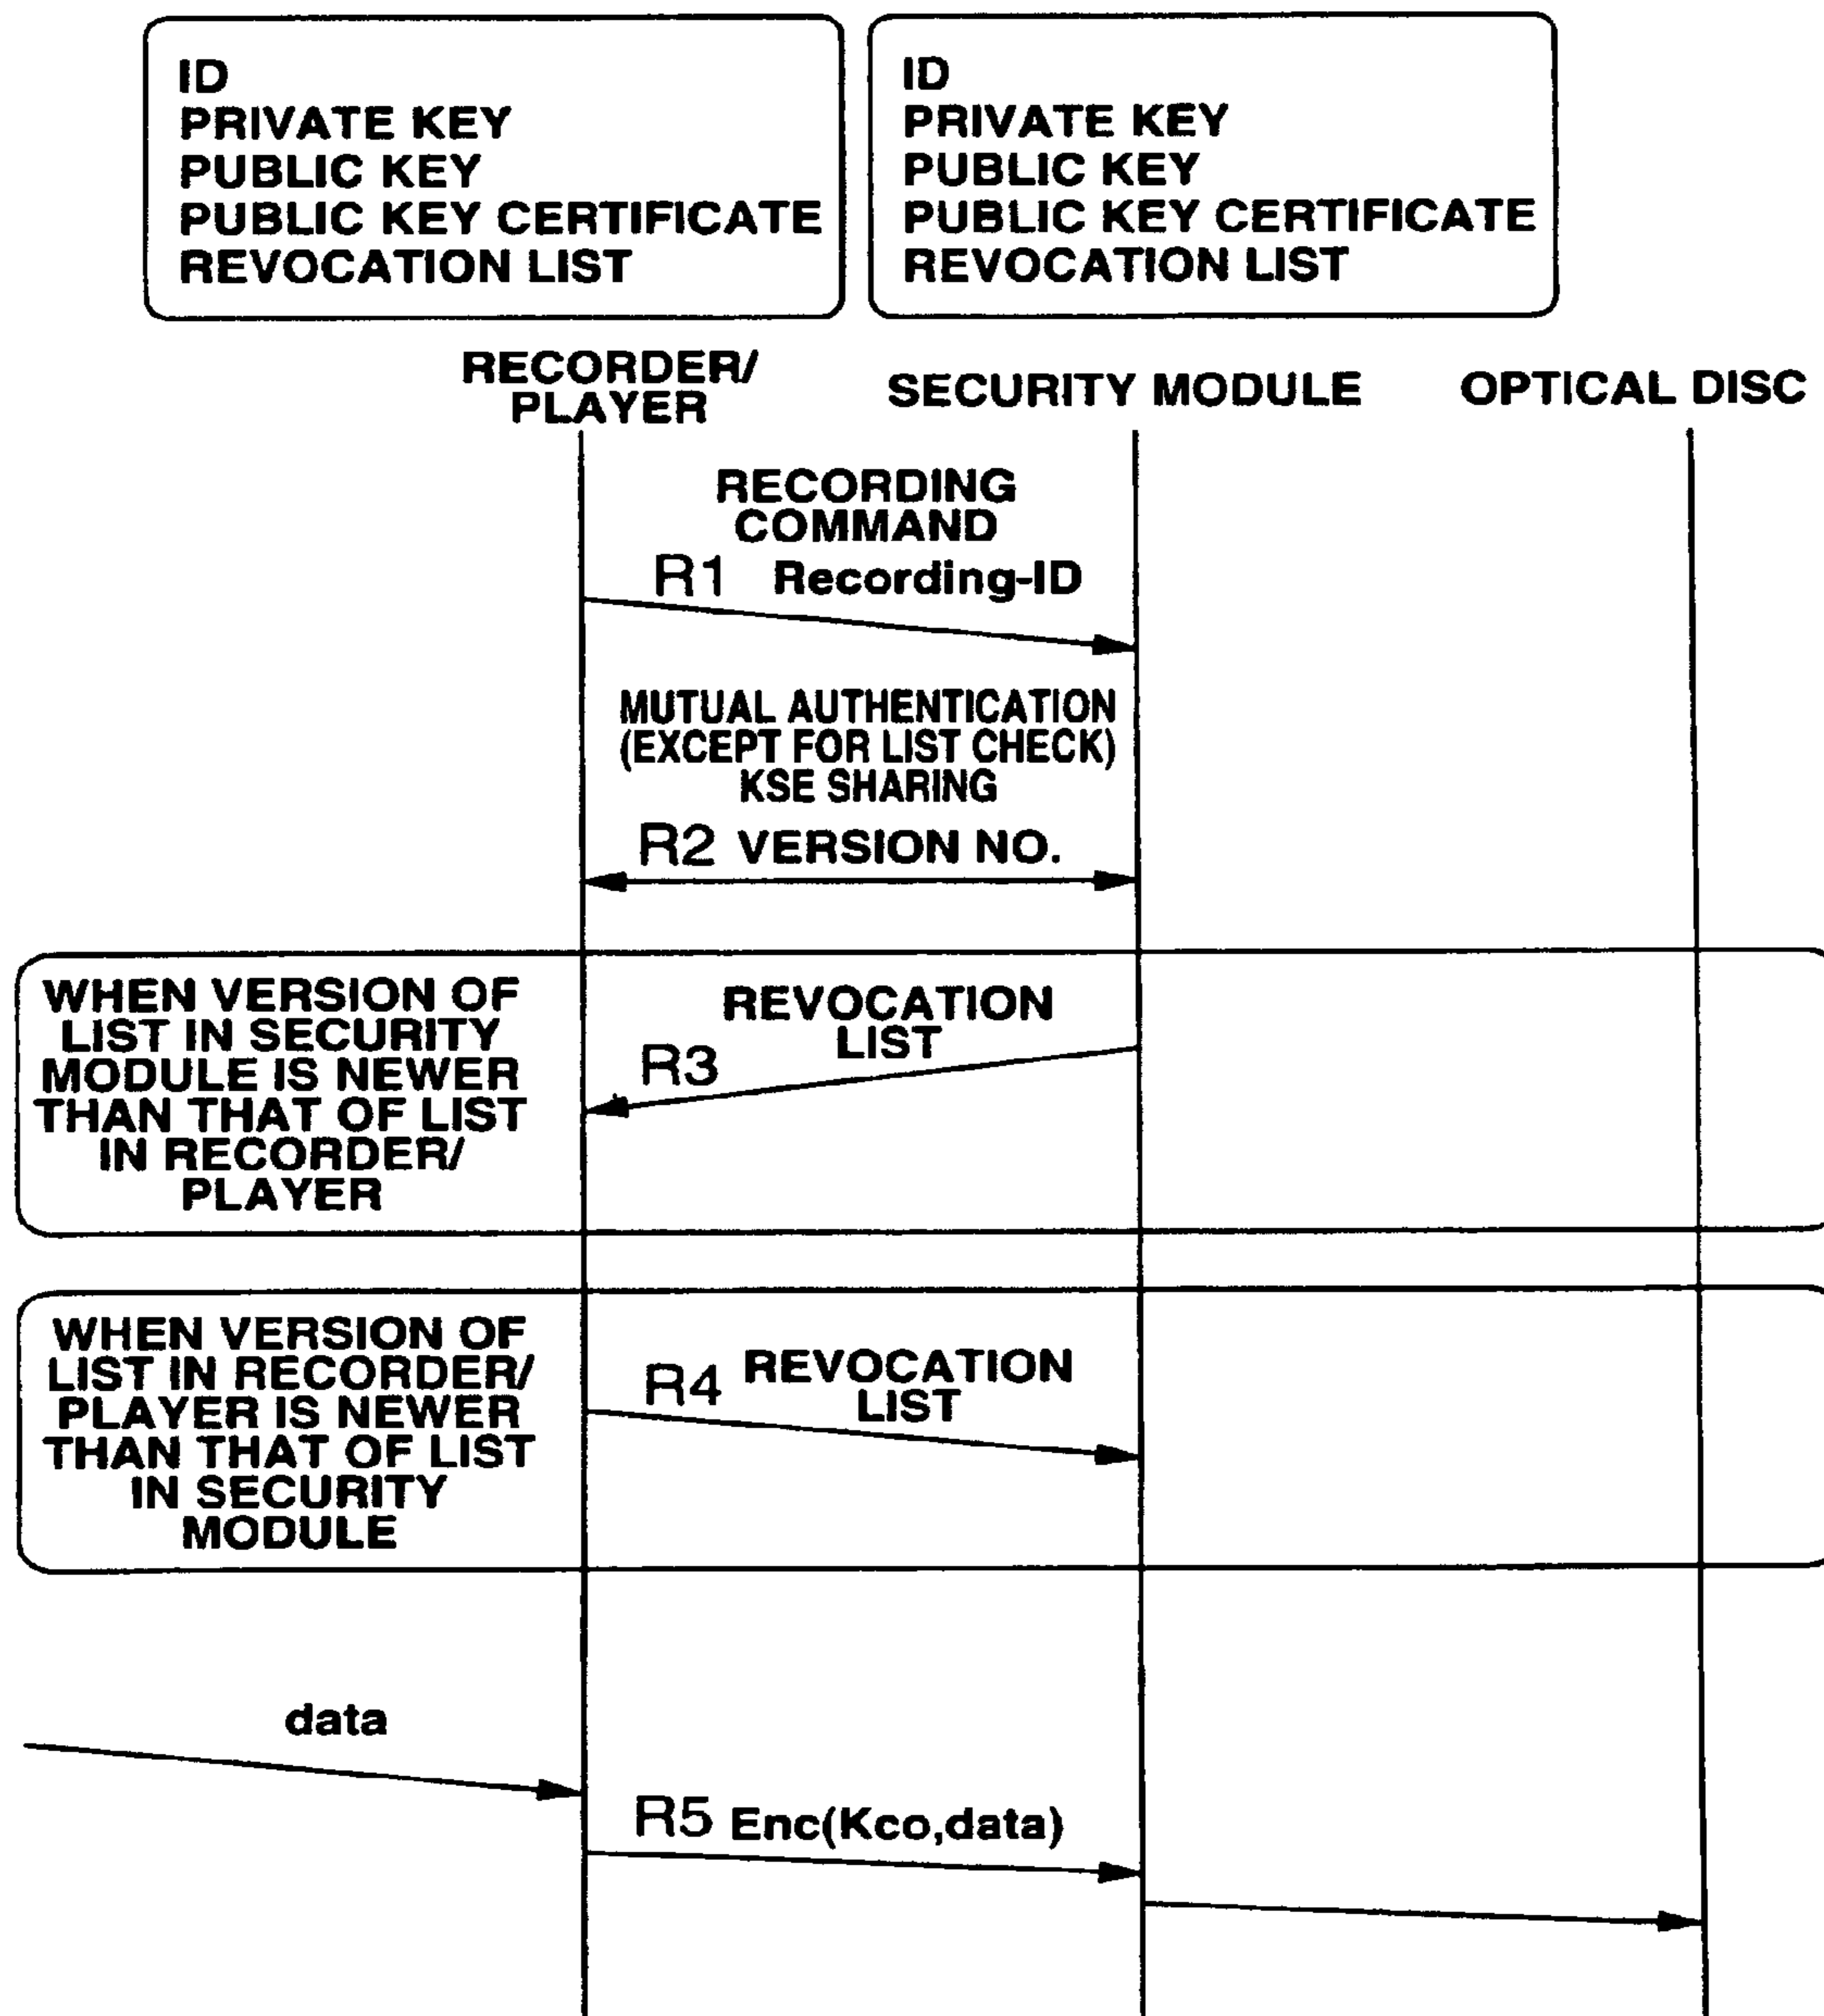 ID
PRIVATE KEY
PUBLIC KEY
PUBLIC KEY CERTIFICATE
REVOCATION LIST
ID
PRIVATE KEY
PUBLIC KEY
PUBLIC KEY CERTIFICATE
REVOCATION LIST
RECORDER/
PLAYER
SECURITY MODULE
OPTICAL DISC
RECORDING
COMMAND
R1 Recording-ID
MUTUAL AUTHENTICATION
(EXCEPT FOR LIST CHECK)
KSE SHARING
R2 VERSION NO.
WHEN VERSION OF
LIST IN SECURITY
MODULE IS NEWER
THAN THAT OF LIST
IN RECORDER/
PLAYER
REVOCATION
LIST
R3
WHEN VERSION OF
LIST IN RECORDER/
PLAYER IS NEWER
THAN THAT OF LIST
IN SECURITY
MODULE
R4 REVOCATION
LIST
data
R5 Enc(Kco,data)